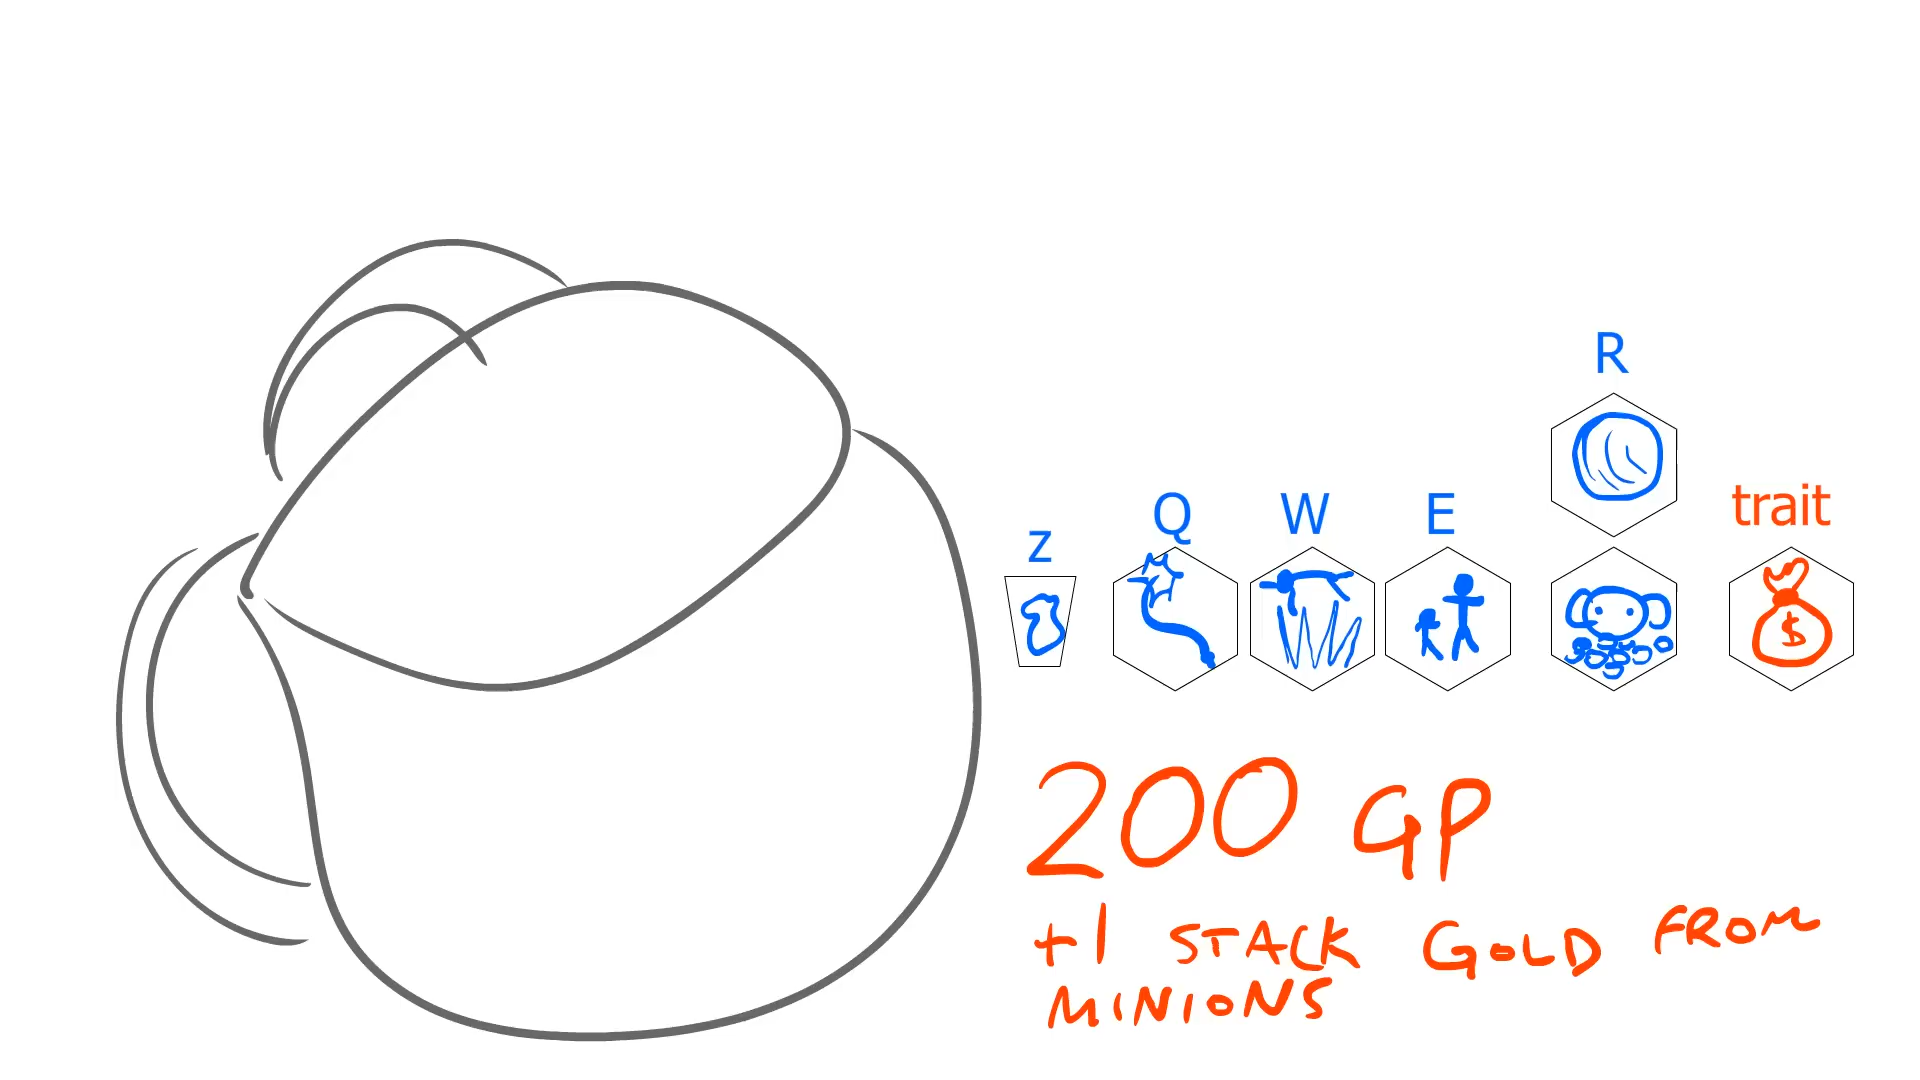 R
Q W E trait
z
$
200 GP
+1 STACK GOLD FROM
MINIONS